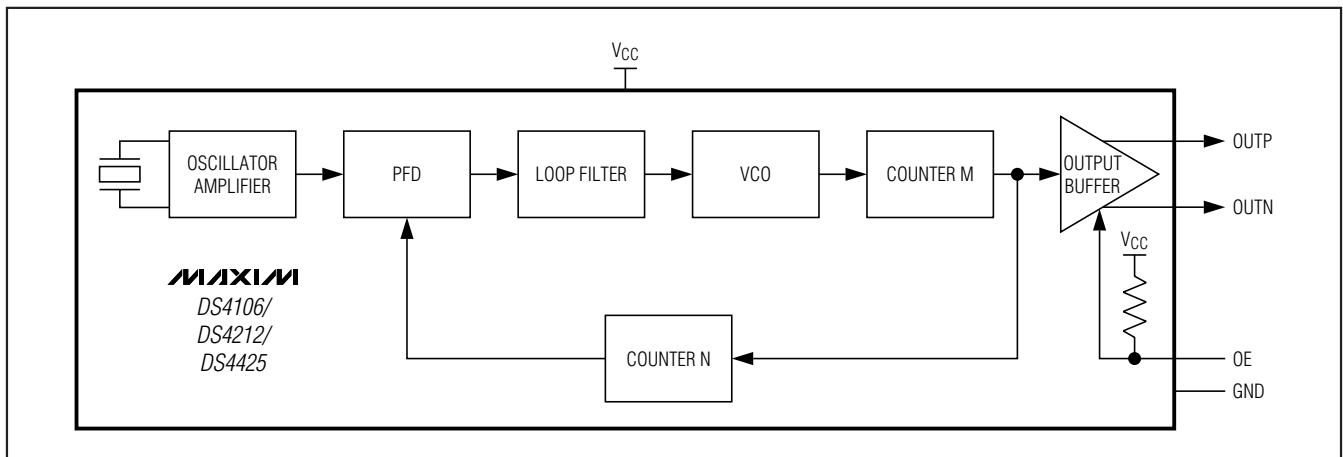 VCC
OSCILLATOR
AMPLIFIER
PFD
LOOP FILTER
VCO
COUNTER M
OUTPUT
BUFFER
OUTP
OUTN
VCC
MAXIM
DS4106/
DS4212/
DS4425
COUNTER N
OE
GND